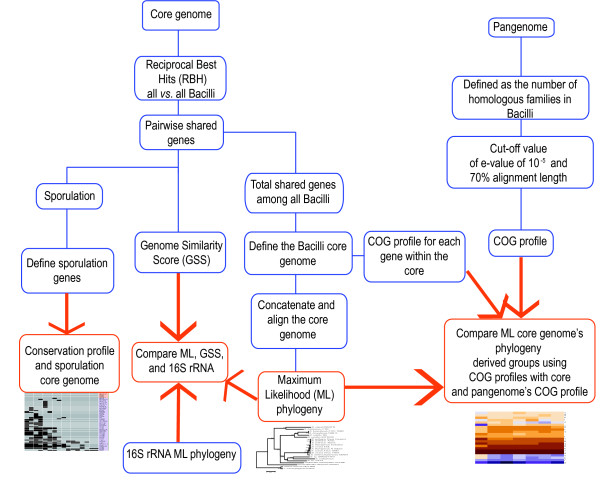 Core genome
Pangenome
Reciprocal Best
Hits (RBH)
all vs. all Bacilli
Defined as the number of
homologous families in
Bacilli
Pairwise shared
genes
Cut-off value
of e-value of 10-5 and
70% alignment length
Sporulation
Total shared genes
among all Bacilli
Define sporulation
genes
Genome Similarity
Score (GSS)
Define the Bacilli core
genome
COG profile for each
gene within the
core
COG profile
Concatenate and
align the core
genome
Conservation profile
and sporulation
core genome
Compare ML, GSS,
and 16S rRNA
Maximum
Likelihood (ML)
phylogeny
Compare ML core genome's
phylogeny
derived groups using
COG profiles with core
and pangenome's COG profile
16S rRNA ML phylogeny